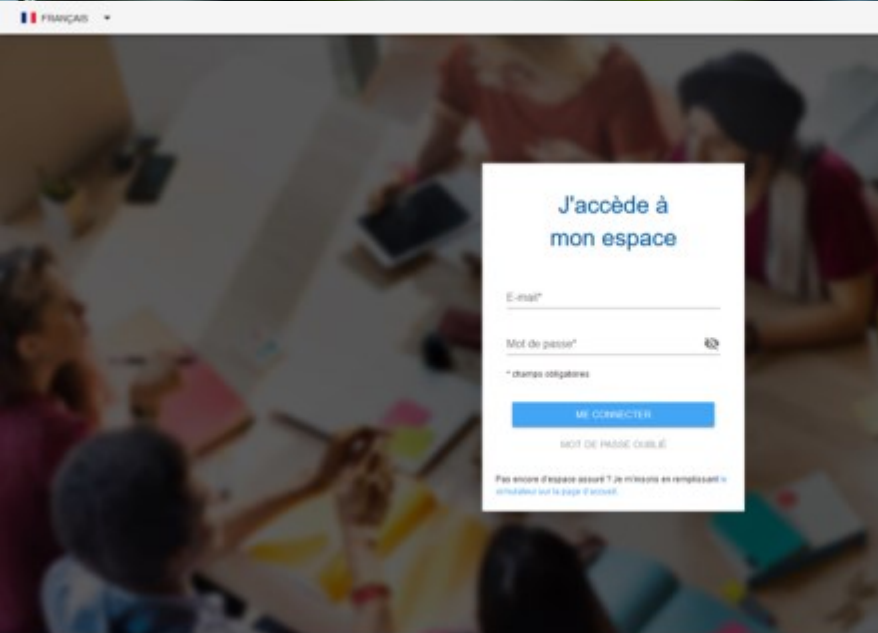 FRANÇAIS
J'accède à
mon espace
E-mail*
Mot de passe*
* champs obligatoires
ME CONNECTER
MOT DE PASSE OUBLIÉ
Pas encore d'espace assuré ? Je m'inscris en remplissant le
simulateur sur la page d'accueil.